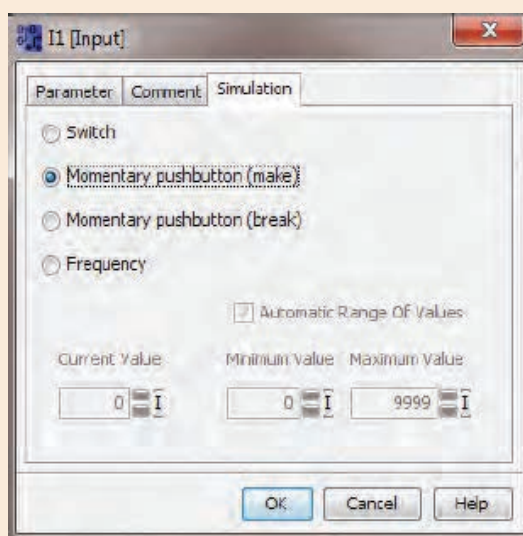 I1 [Input]
Parameter Comment Simulation
Switch
Momentary pushbutton (make)
Momentary pushbutton (break)
Frequency
Automatic Range Of Values
Current Value Minimum Value Maximum Value
0 0 9999
OK Cancel Help